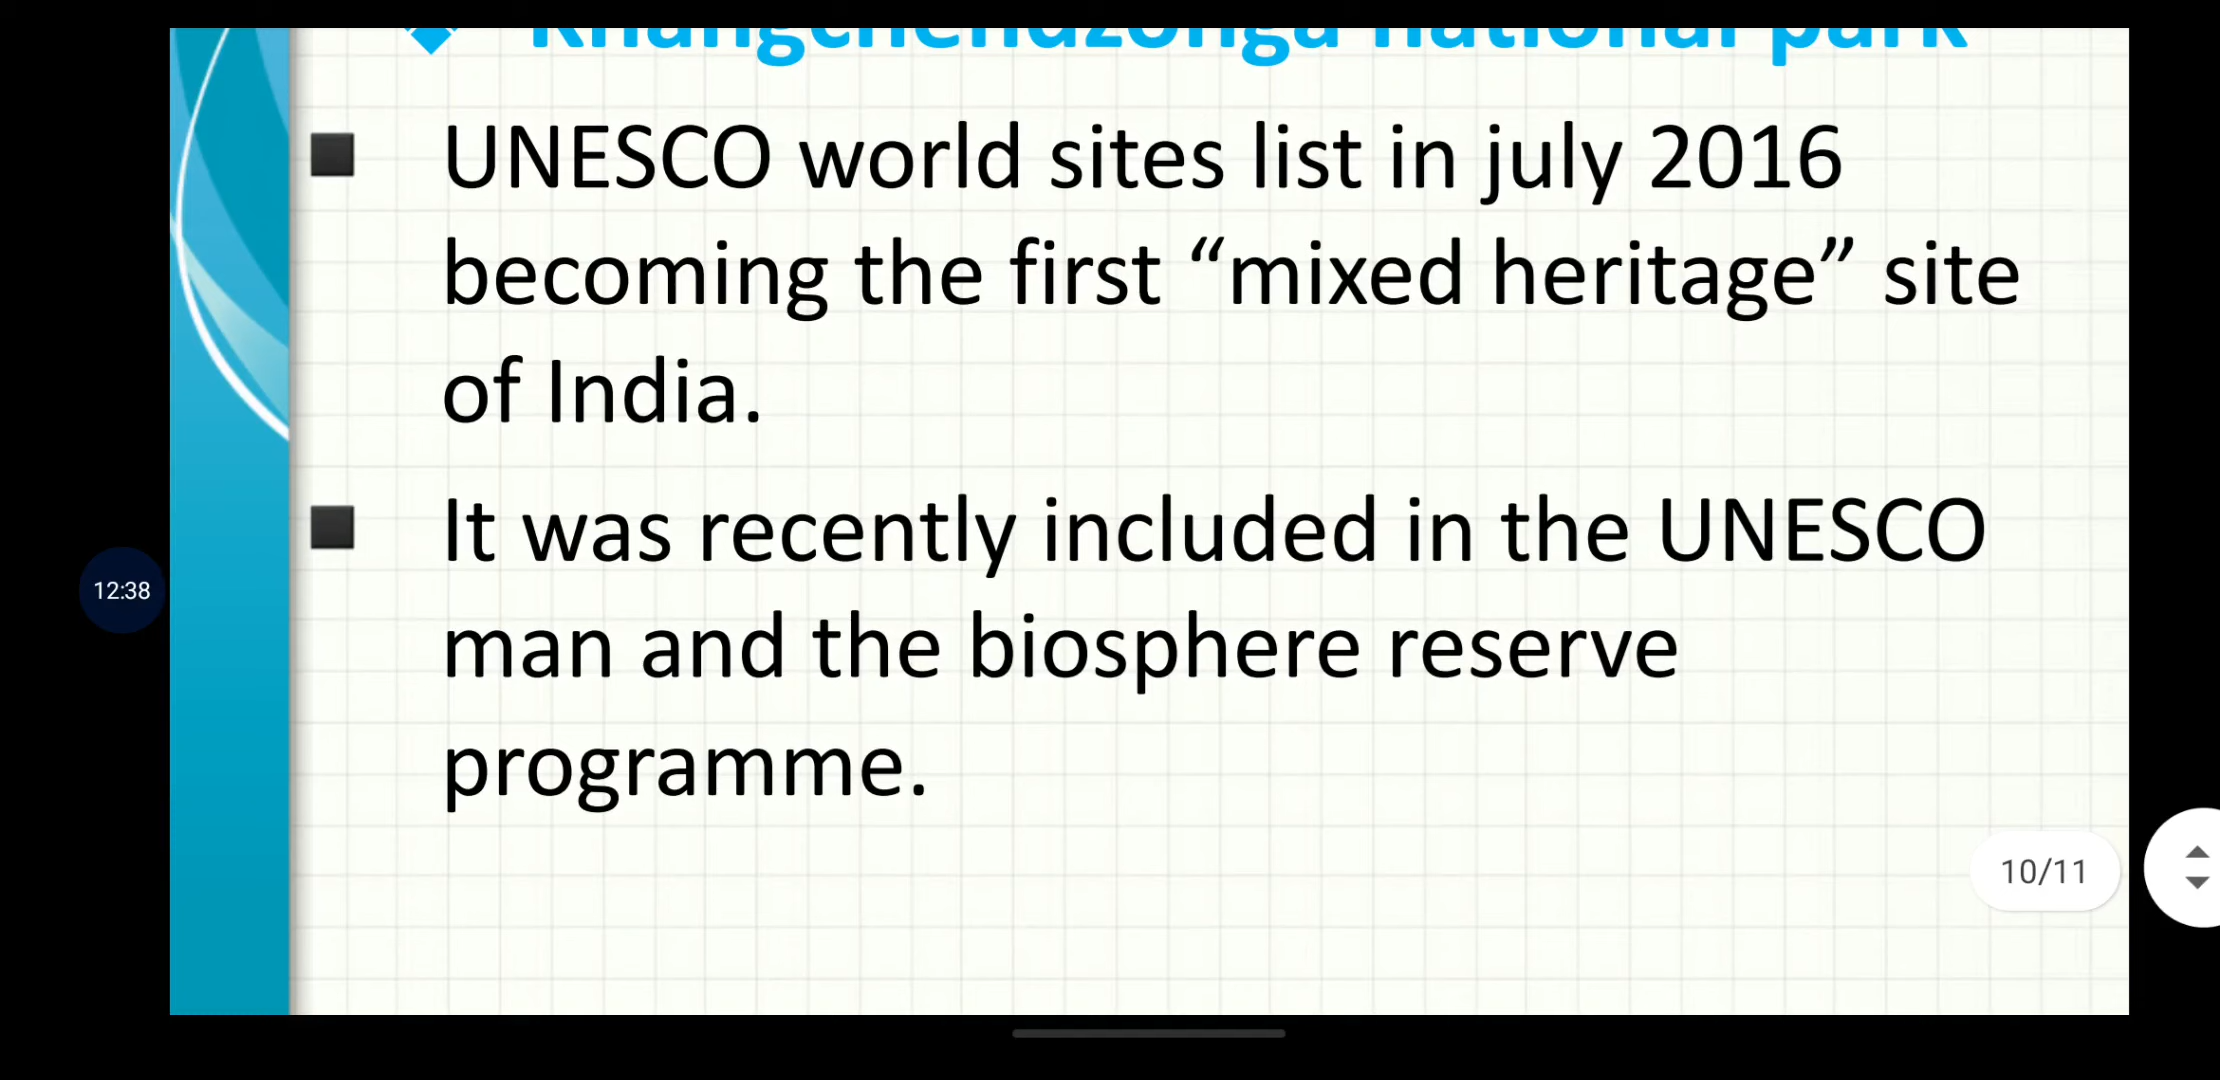 Khangchendzonga national park
UNESCO world sites list in july 2016
becoming the first “mixed heritage” site
of India.
It was recently included in the UNESCO
man and the biosphere reserve
programme.
12:38
10/11